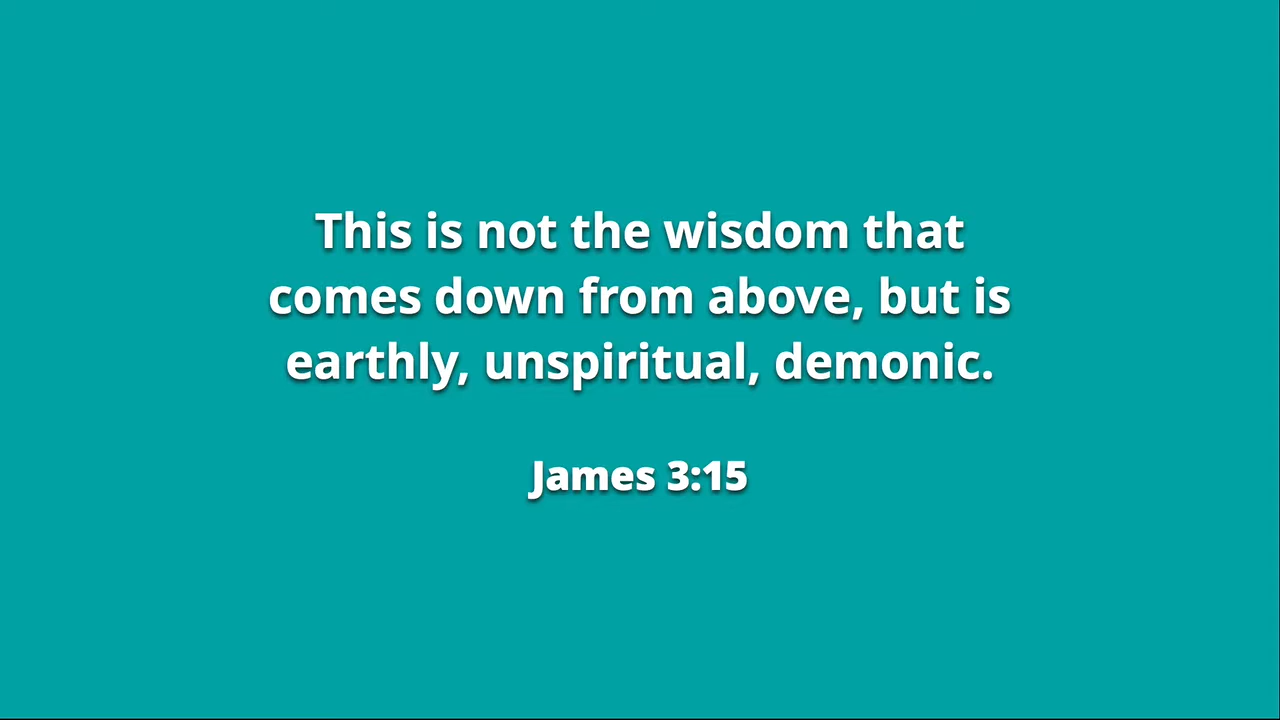 This is not the wisdom that
comes down from above, but is
earthly, unspiritual, demonic.
James 3:15